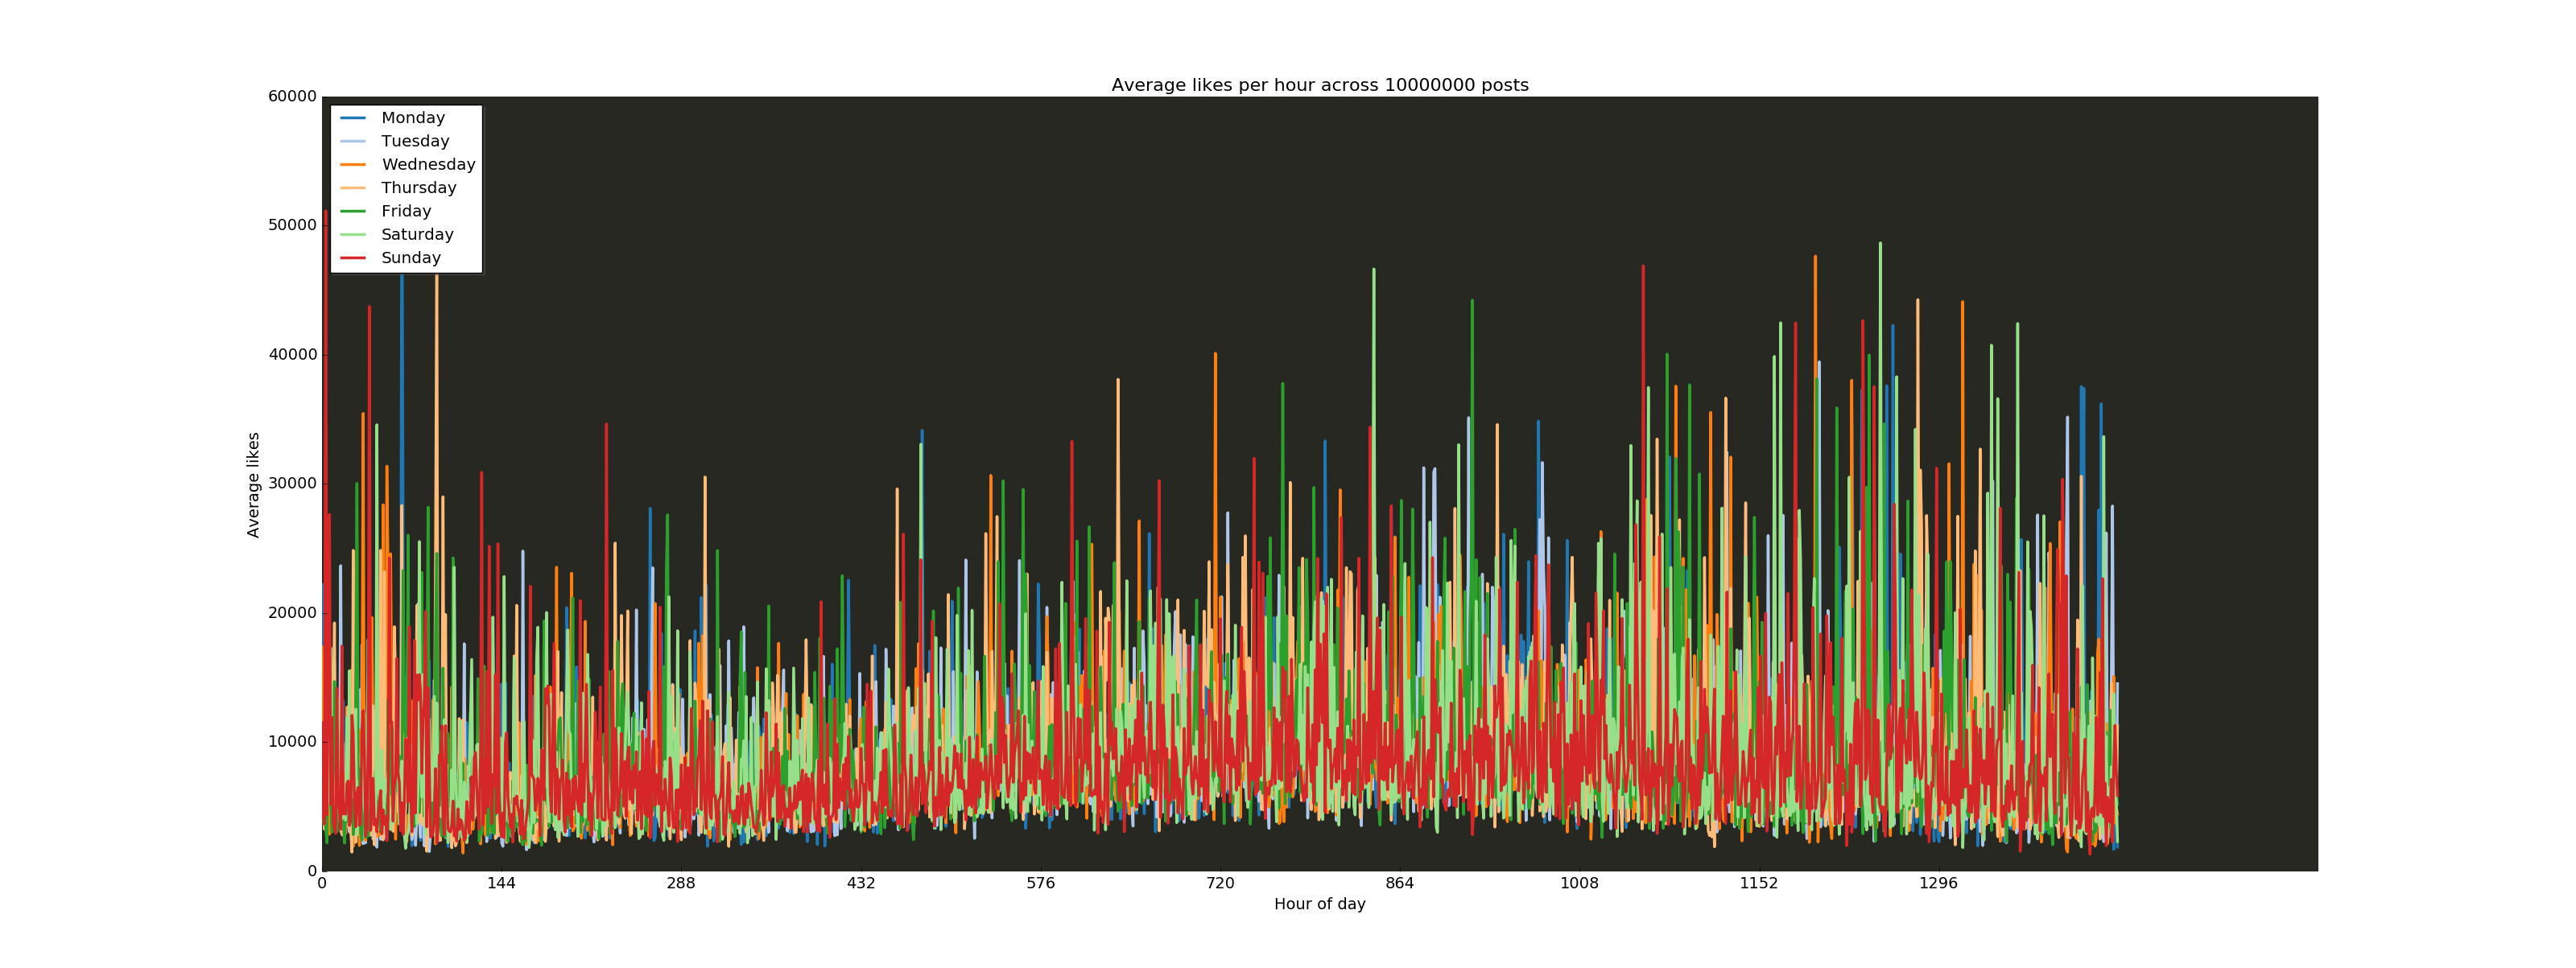 Average likes per hour across 10000000 posts
60000
50000
40000
30000
20000
10000
0
Average likes
Monday
Tuesday
Wednesday
Thursday
Friday
Saturday
Sunday
0 144 288 432 576 720 864 1008 1152 1296
Hour of day